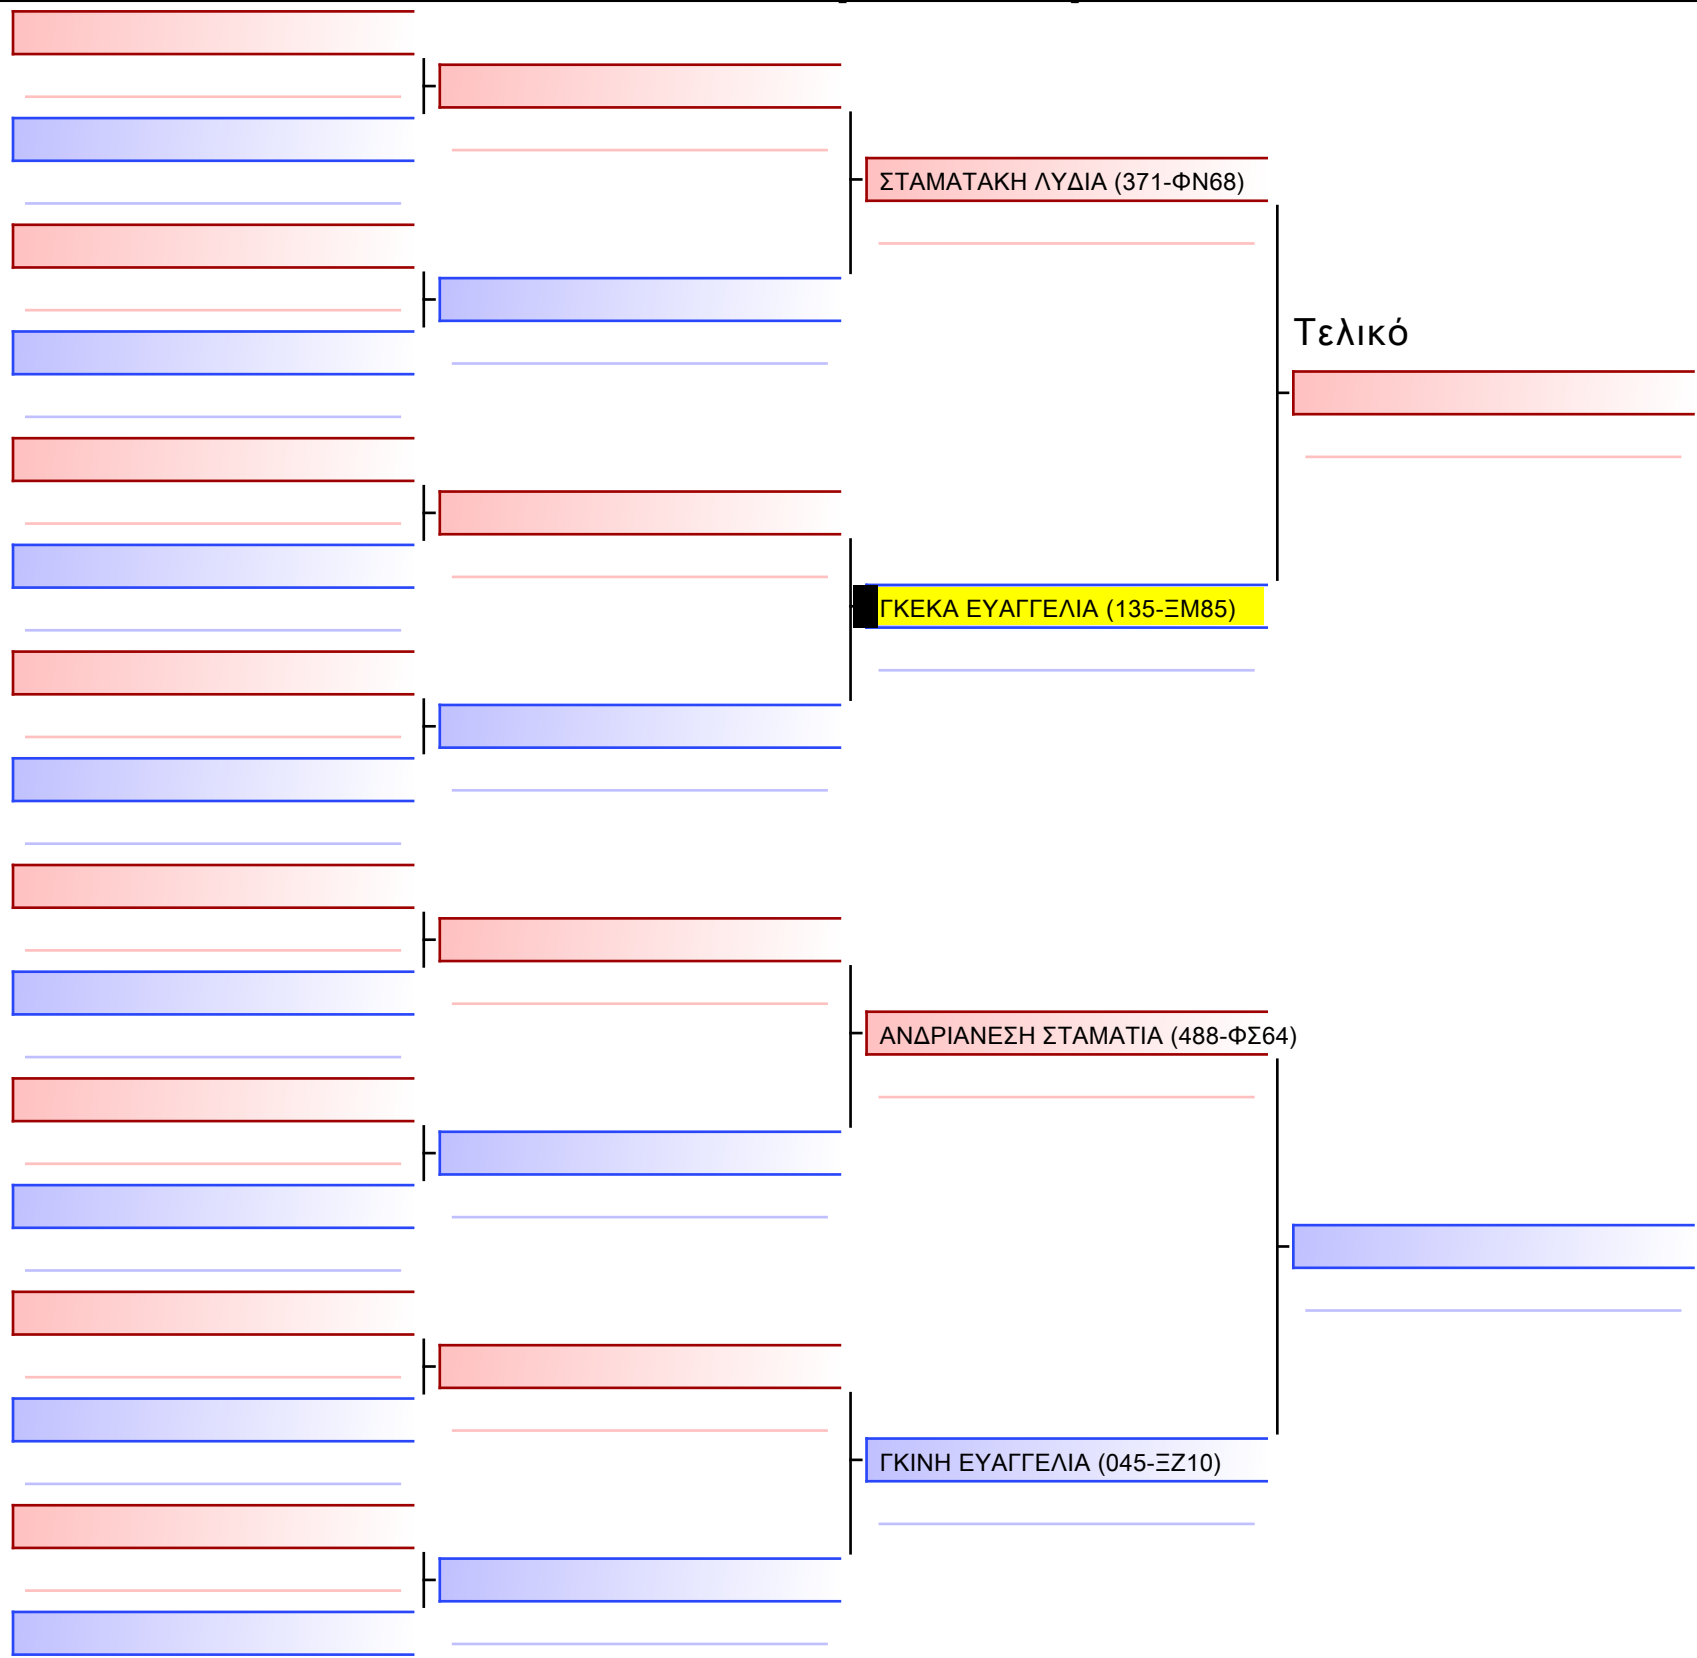 ΣΤΑΜΑΤΑΚΗ ΛΥΔΙΑ (371-ΦΝ68)
Τελικό
ΓΚΕΚΑ ΕΥΑΓΓΕΛΙΑ (135-ΞΜ85)
ΑΝΔΡΙΑΝΕΣΗ ΣΤΑΜΑΤΙΑ (488-ΦΣ64)
ΓΚΙΝΗ ΕΥΑΓΓΕΛΙΑ (045-ΞΖ10)